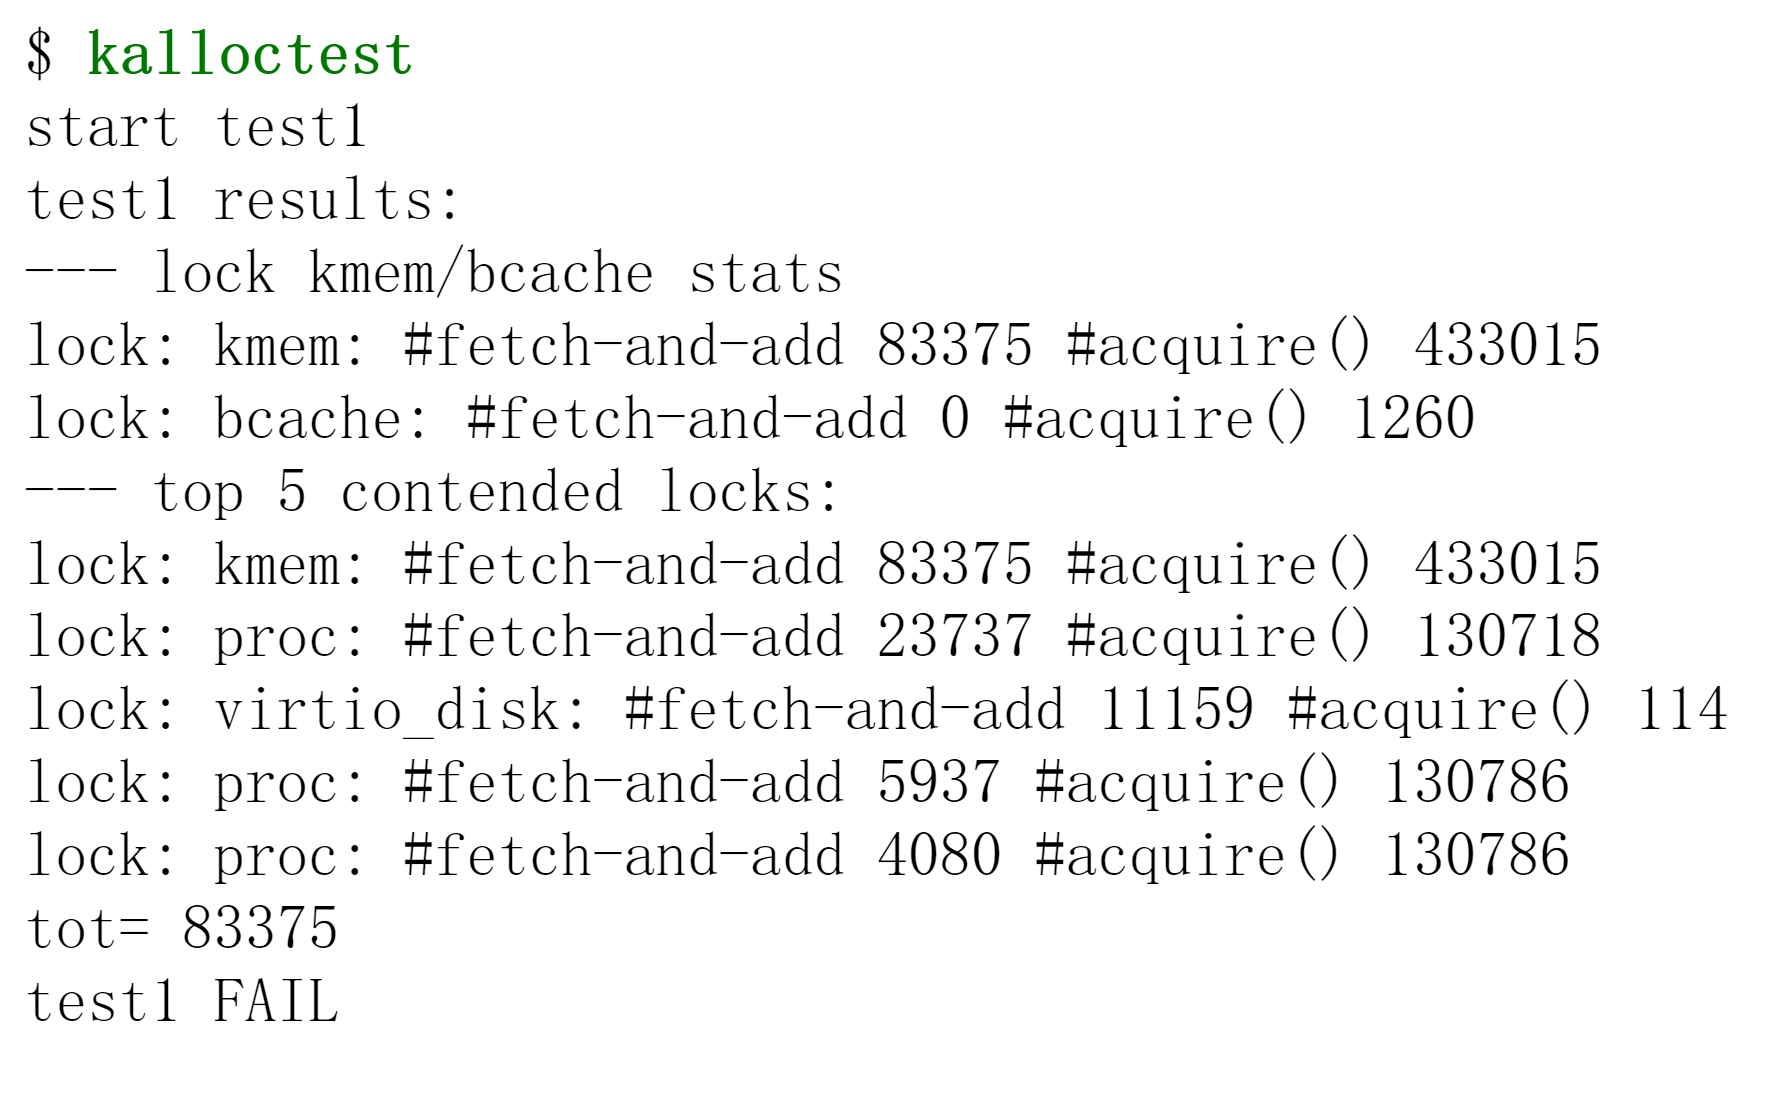 $ kalloctest
start test1
test1 results:
--- lock kmem/bcache stats
lock: kmem: #fetch-and-add 83375 #acquire() 433015
lock: bcache: #fetch-and-add 0 #acquire() 1260
--- top 5 contended locks:
lock: kmem: #fetch-and-add 83375 #acquire() 433015
lock: proc: #fetch-and-add 23737 #acquire() 130718
lock: virtio_disk: #fetch-and-add 11159 #acquire() 114
lock: proc: #fetch-and-add 5937 #acquire() 130786
lock: proc: #fetch-and-add 4080 #acquire() 130786
tot= 83375
test1 FAIL